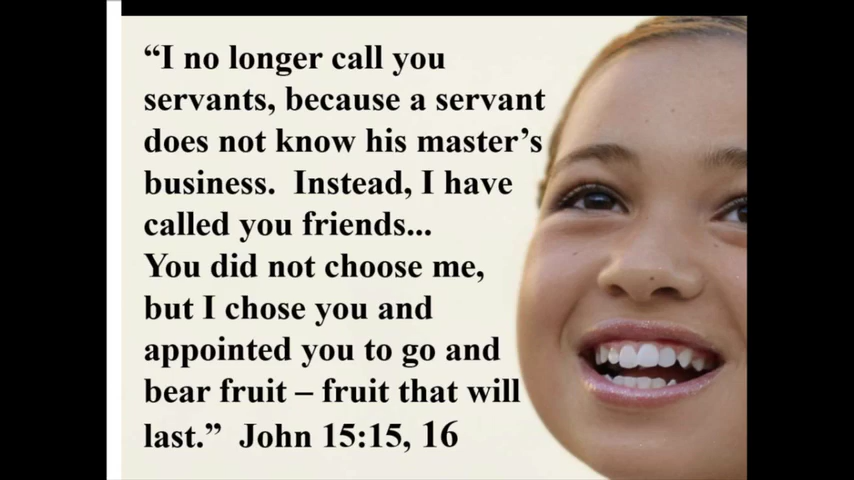 “I no longer call you
servants, because a servant
does not know his master’s
business.  Instead, I have
called you friends...
You did not choose me,
but I chose you and
appointed you to go and
bear fruit – fruit that will
last.”  John 15:15, 16